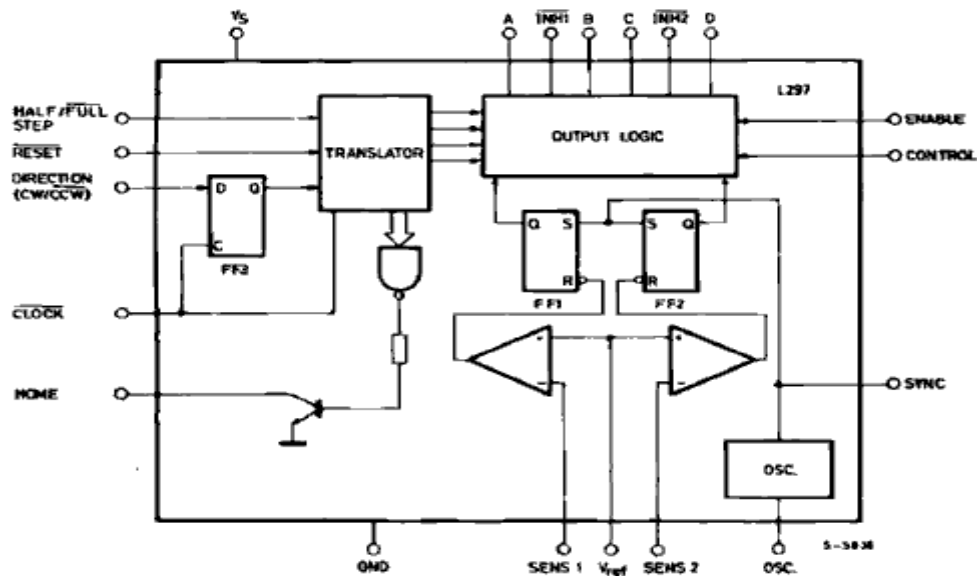 VS
A INH1 B C INH2 D
L297
HALF/FULL
STEP
RESET
DIRECTION
(CW/CCW)
CLOCK
HOME
TRANSLATOR
OUTPUT LOGIC
ENABLE
CONTROL
D Q
C
FF3
Q S
R
FF1
S Q
R
FF2
+ +
- -
SYNC
OSC.
S-5838
GND
SENS 1
Vref
SENS 2
OSC.